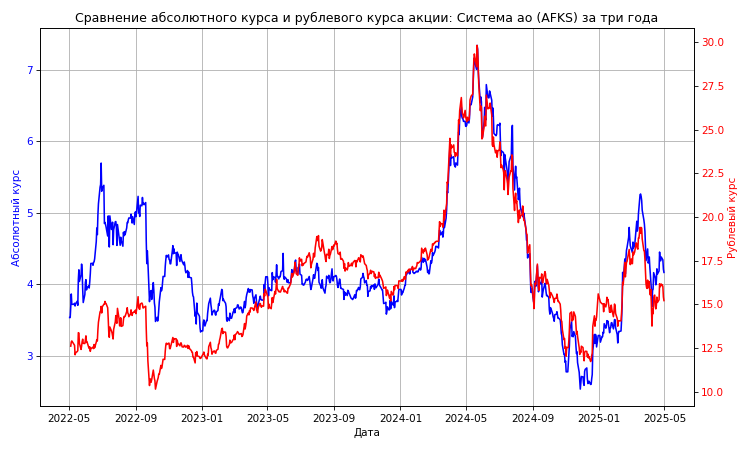 Сравнение абсолютного курса и рублевого курса акции: Система ао (AFKS) за три года
Абсолютный курс
7
6
5
4
3
30.0
27.5
25.0
22.5
20.0
17.5
15.0
12.5
10.0
Рублевый курс
2022-05 2022-09 2023-01 2023-05 2023-09 2024-01 2024-05 2024-09 2025-01 2025-05
Дата